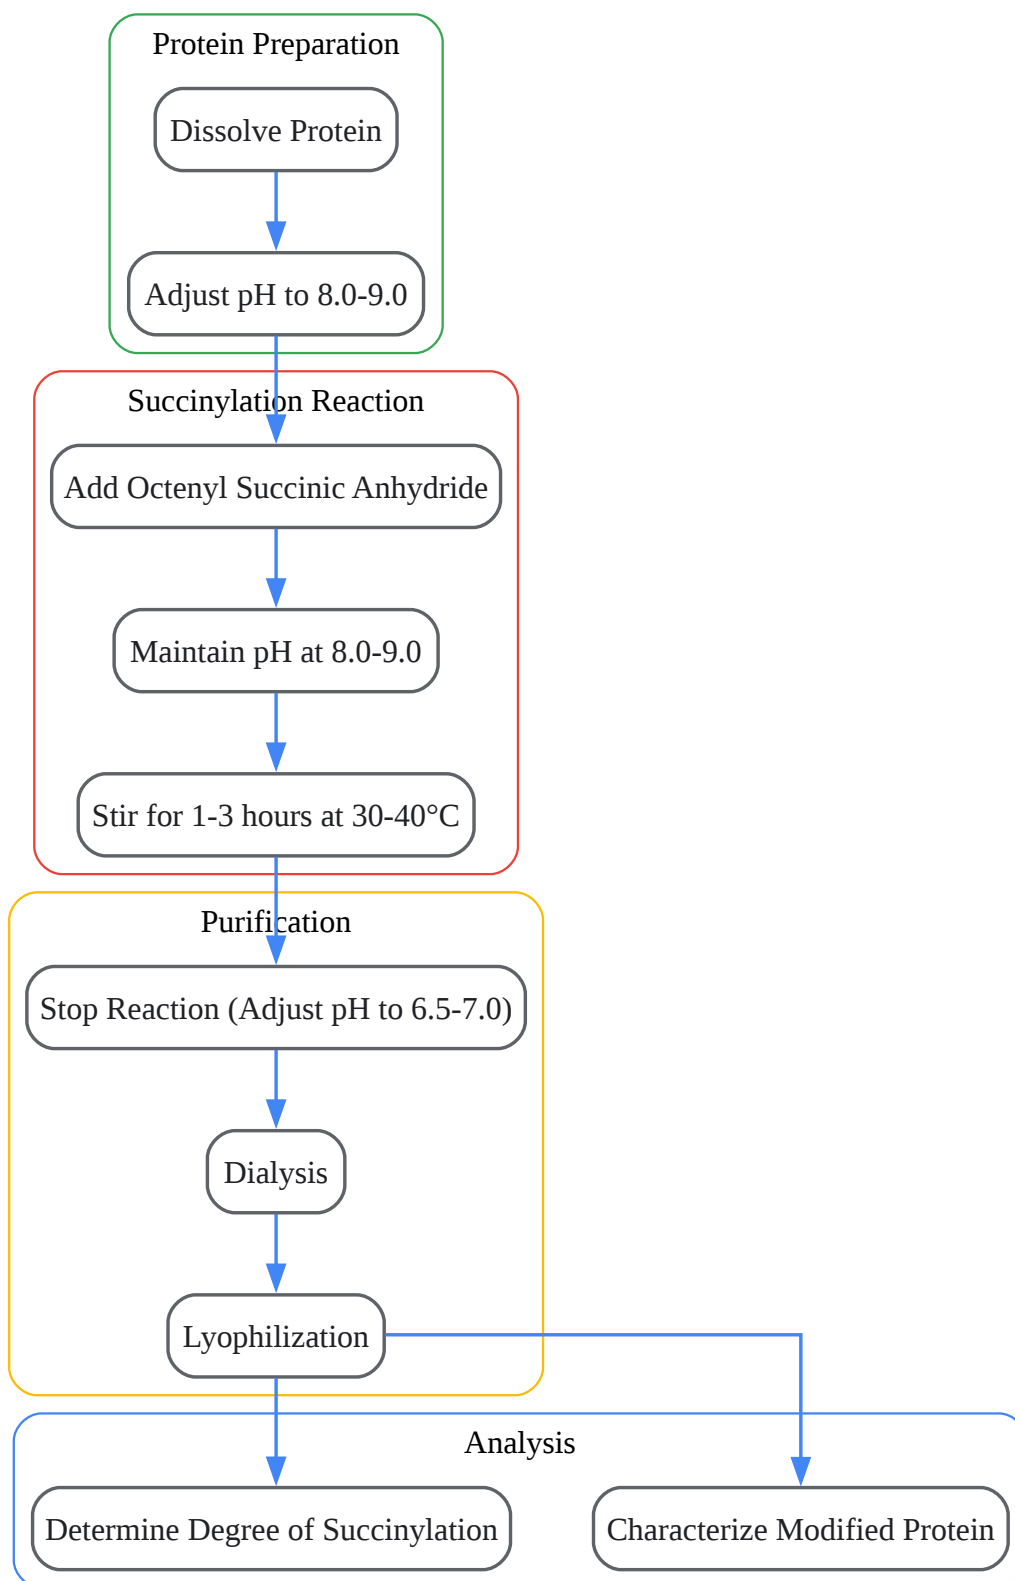 Protein Preparation
Dissolve Protein
Adjust pH to 8.0-9.0
Succinylation Reaction
Add Octenyl Succinic Anhydride
Maintain pH at 8.0-9.0
Stir for 1-3 hours at 30-40°C
Purification
Stop Reaction (Adjust pH to 6.5-7.0)
Dialysis
Lyophilization
Analysis
Determine Degree of Succinylation
Characterize Modified Protein